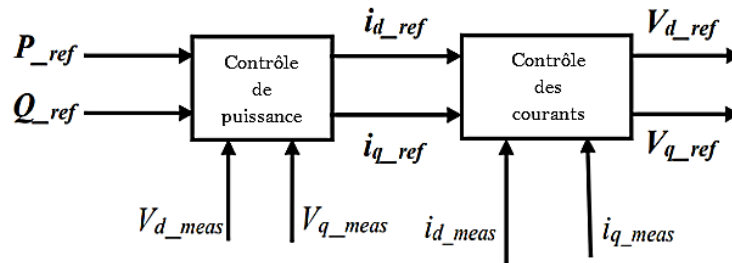 P_ref
Q_ref
Contrôle
de
puissance
i_d_ref
i_q_ref
Contrôle
des
courants
V_d_ref
V_q_ref
V_d_meas
V_q_meas
i_d_meas
i_q_meas